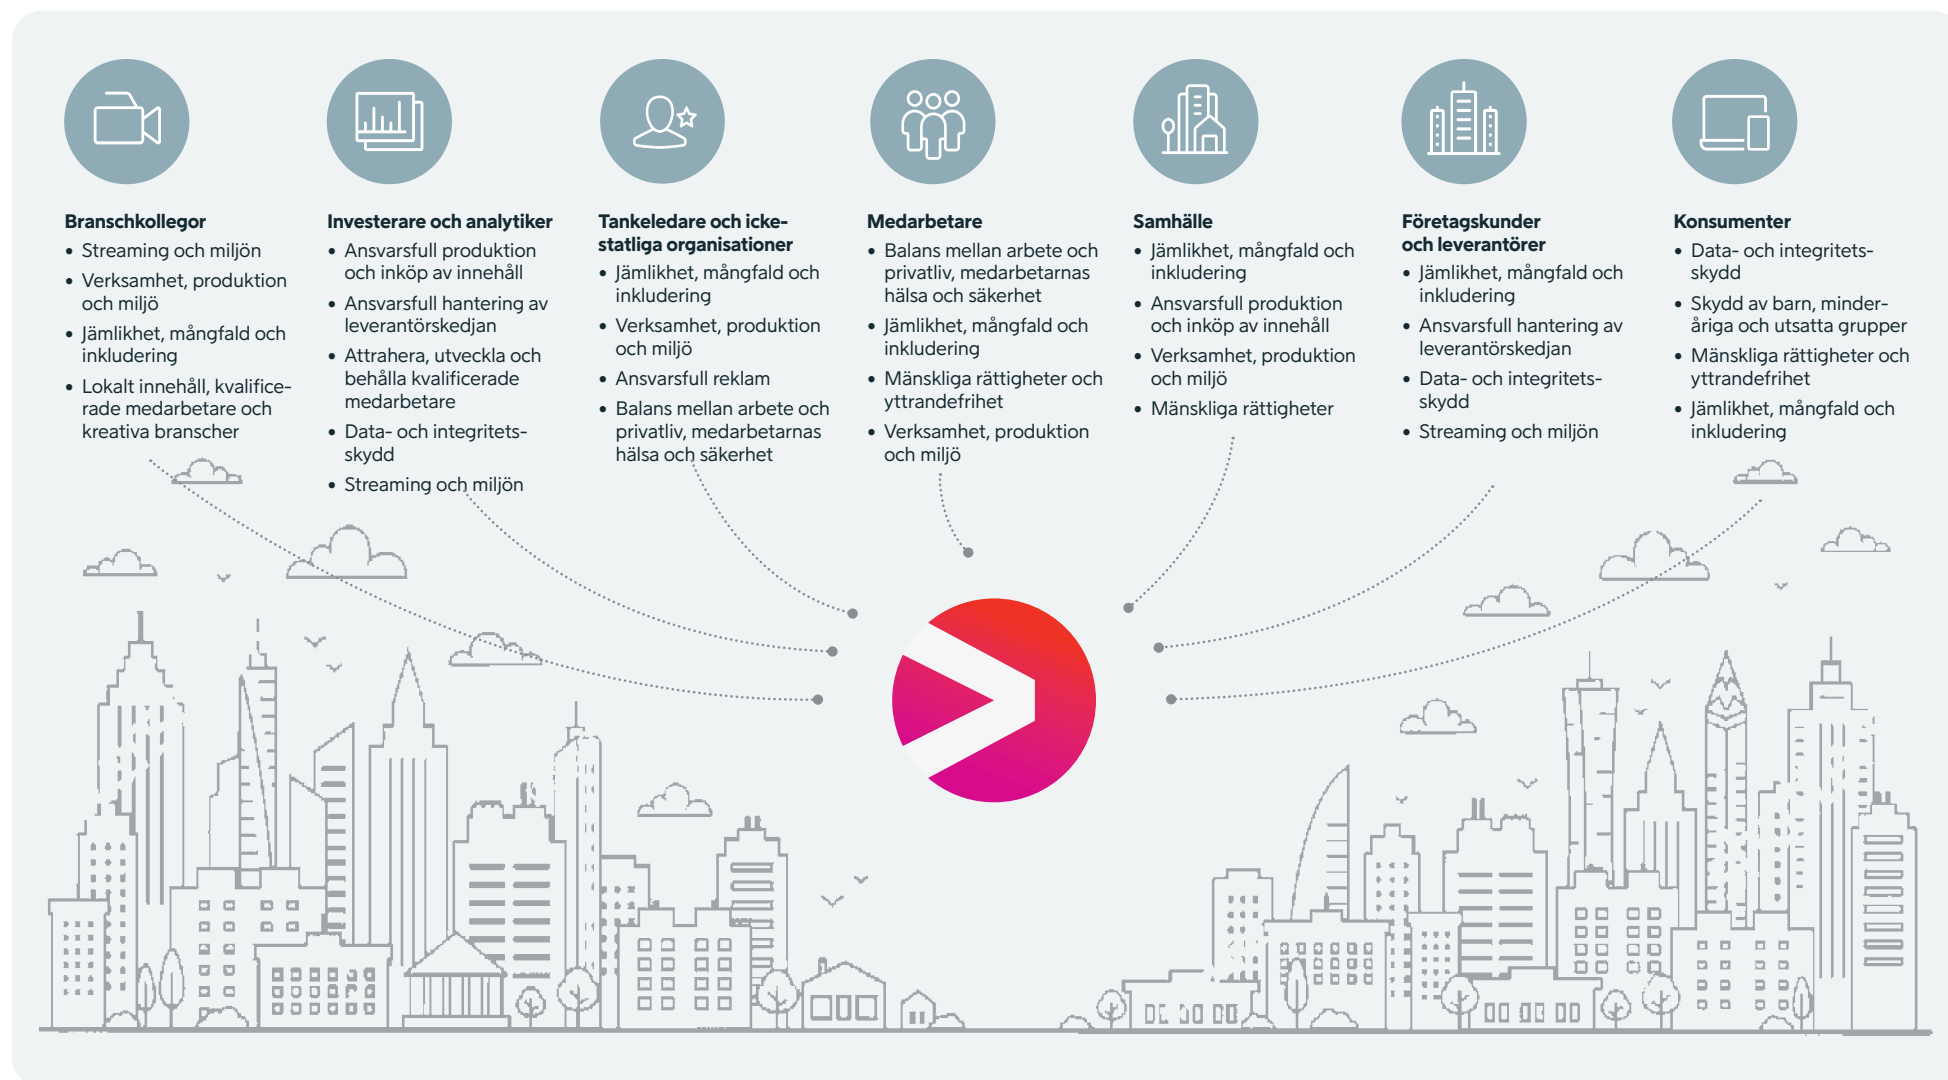 Branschkollegor
• Streaming och miljön
• Verksamhet, produktion
och miljö
• Jämlikhet, mångfald och
inkludering
• Lokalt innehåll, kvalifice-
rade medarbetare och
kreativa branscher
Investerare och analytiker
• Ansvarsfull produktion
och inköp av innehåll
• Ansvarsfull hantering av
leverantörskedjan
• Attrahera, utveckla och
behålla kvalificerade
medarbetare
• Data- och integritets-
skydd
• Streaming och miljön
Tankeledare och icke-
statliga organisationer
• Jämlikhet, mångfald och
inkludering
• Verksamhet, produktion
och miljö
• Ansvarsfull reklam
• Balans mellan arbete och
privatliv, medarbetarnas
hälsa och säkerhet
Medarbetare
• Balans mellan arbete och
privatliv, medarbetarnas
hälsa och säkerhet
• Jämlikhet, mångfald och
inkludering
• Mänskliga rättigheter och
yttrandefrihet
• Verksamhet, produktion
och miljö
Samhälle
• Jämlikhet, mångfald och
inkludering
• Ansvarsfull produktion
och inköp av innehåll
• Verksamhet, produktion
och miljö
• Mänskliga rättigheter
Företagskunder
och leverantörer
• Jämlikhet, mångfald och
inkludering
• Ansvarsfull hantering av
leverantörskedjan
• Data- och integritets-
skydd
• Streaming och miljön
Konsumenter
• Data- och integritets-
skydd
• Skydd av barn, minder-
åriga och utsatta grupper
• Mänskliga rättigheter och
yttrandefrihet
• Jämlikhet, mångfald och
inkludering